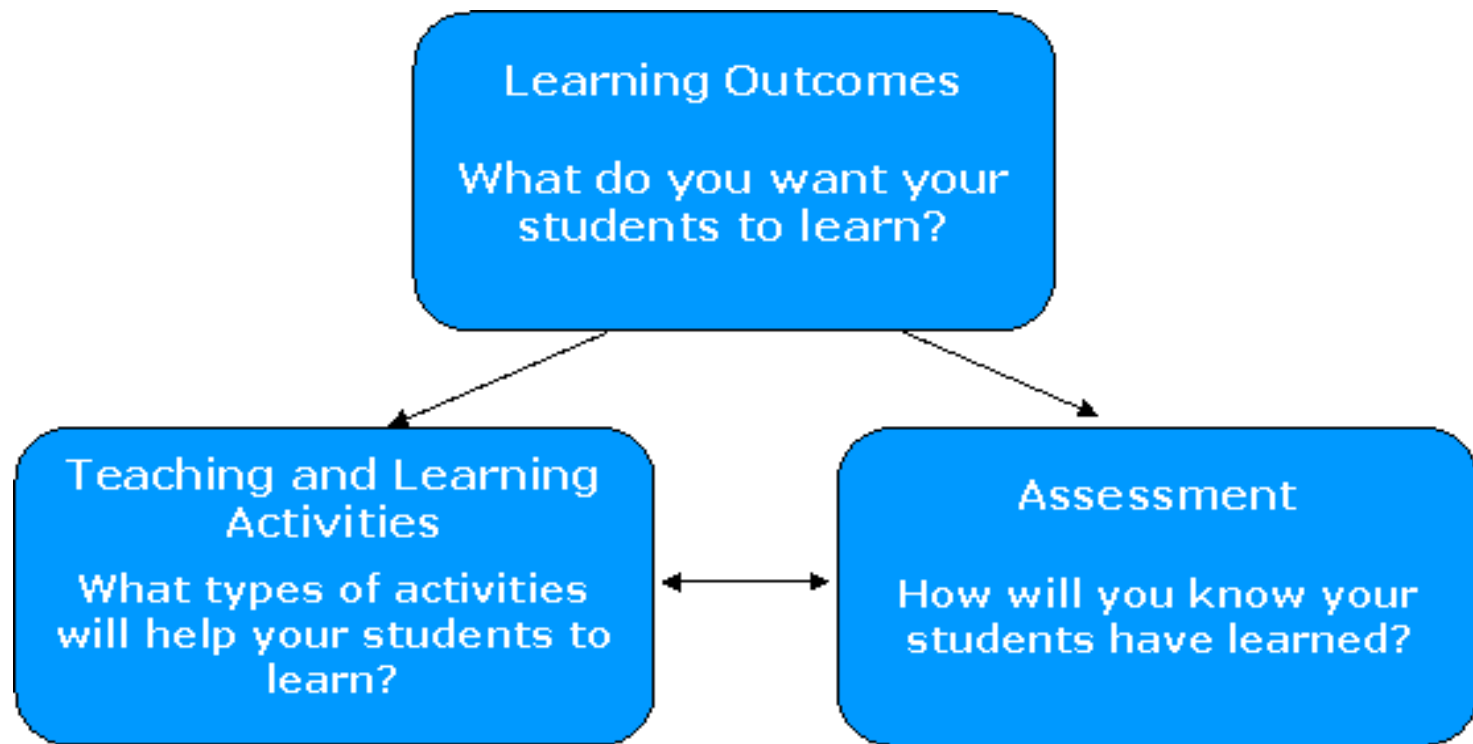 Learning Outcomes
What do you want your
students to learn?
Teaching and Learning
Activities
What types of activities
will help your students to
learn?
Assessment
How will you know your
students have learned?